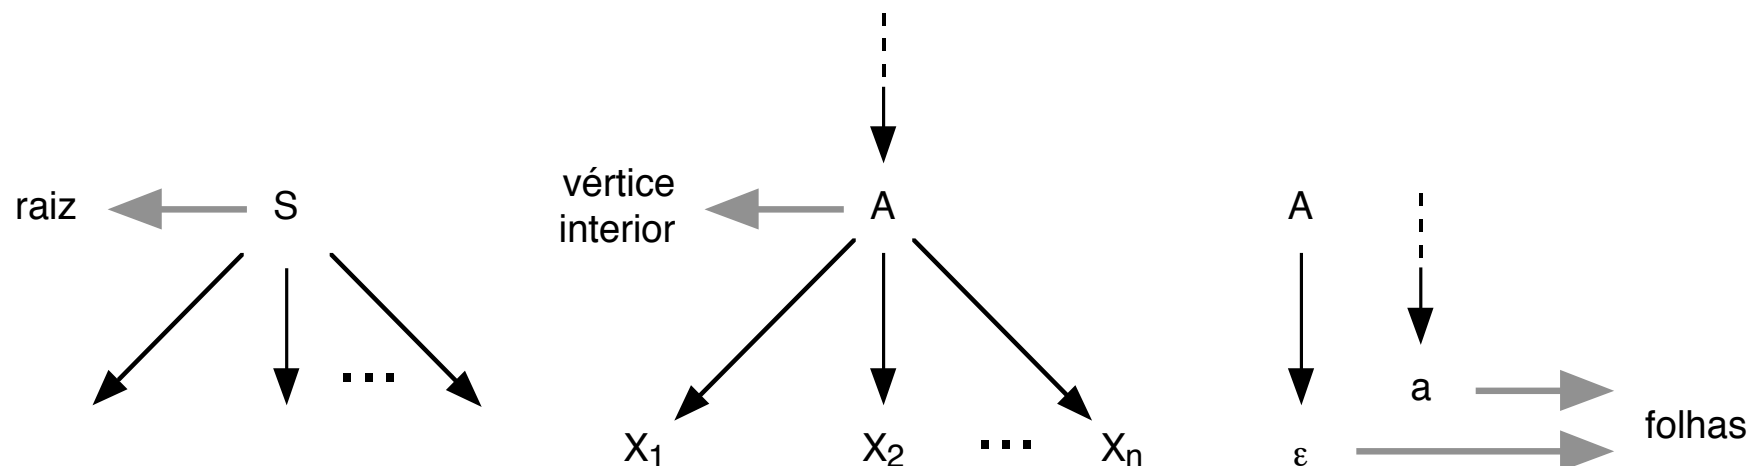 raiz
S
...
vértice
interior
A
X₁
X₂
...
Xₙ
A
ε
a
folhas